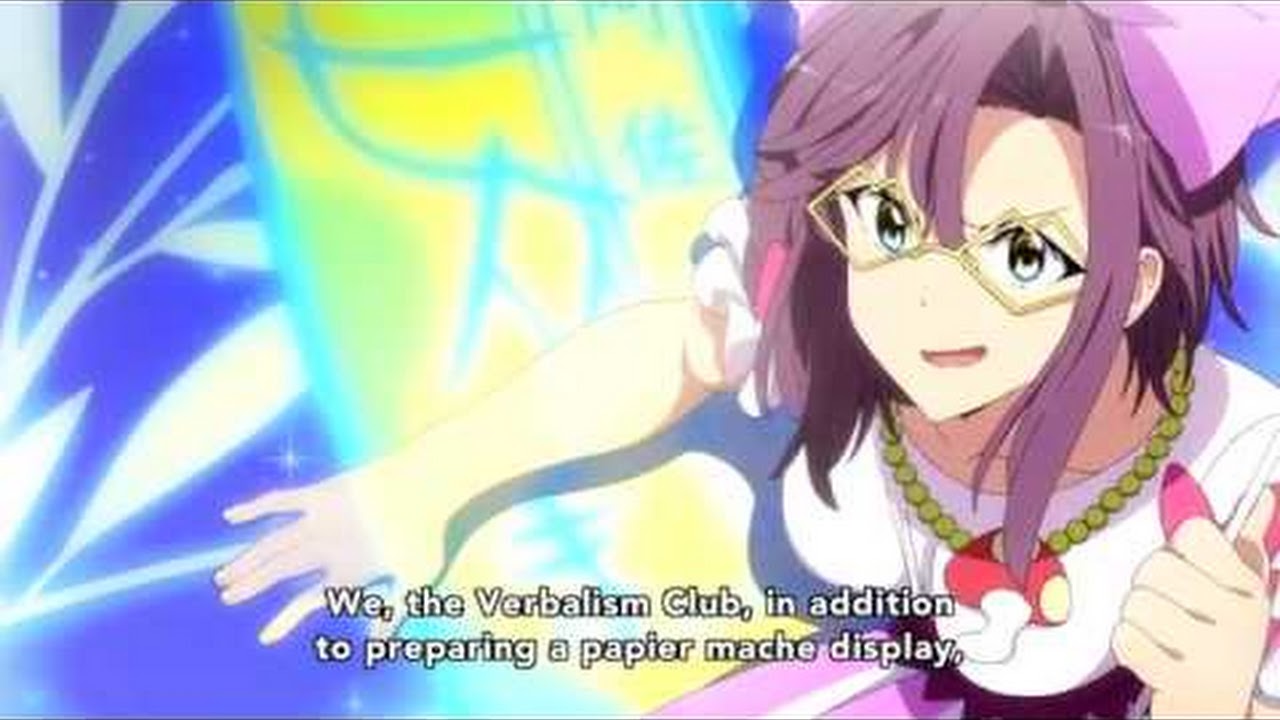 We, the Verbalism Club, in addition
to preparing a papier mache display,